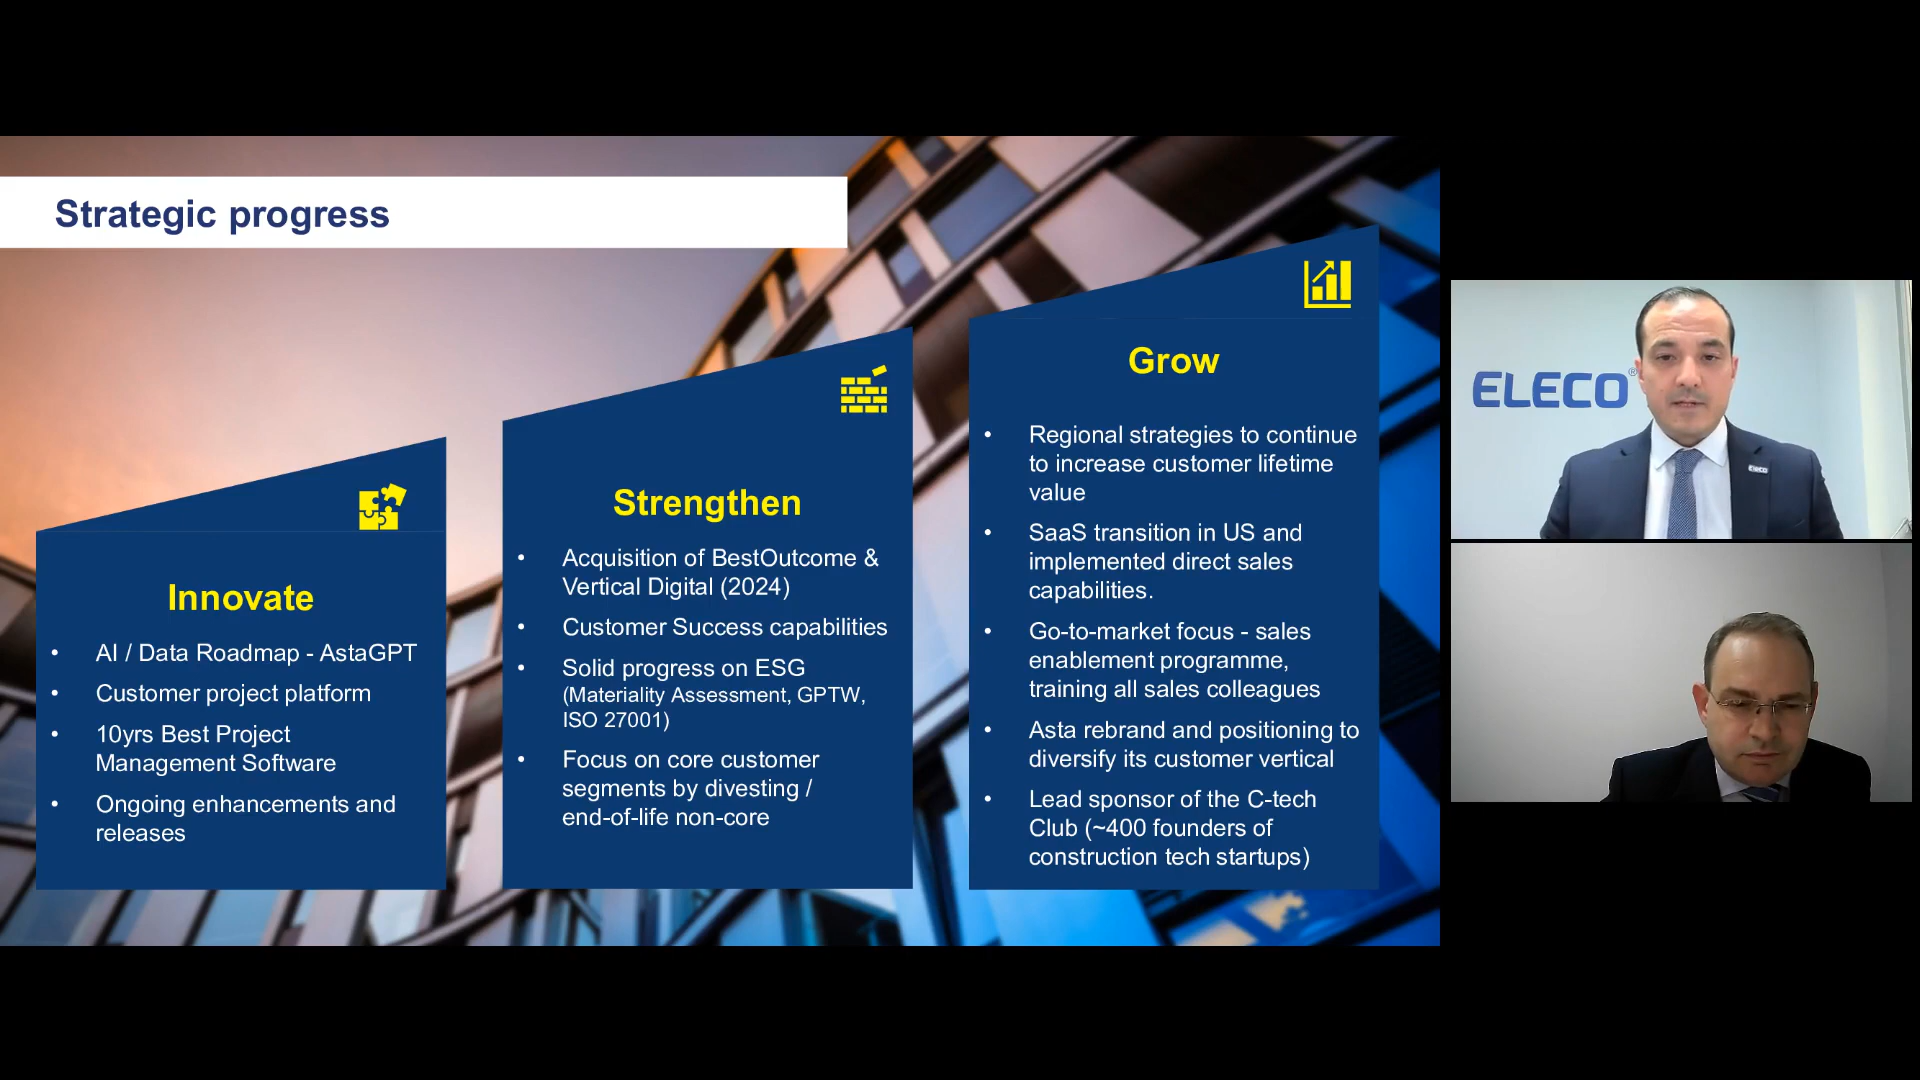 Strategic progress
Innovate
• AI / Data Roadmap - AstaGPT
• Customer project platform
• 10yrs Best Project
Management Software
• Ongoing enhancements and
releases
Strengthen
• Acquisition of BestOutcome &
Vertical Digital (2024)
• Customer Success capabilities
• Solid progress on ESG
(Materiality Assessment, GPTW,
ISO 27001)
• Focus on core customer
segments by divesting /
end-of-life non-core
Grow
• Regional strategies to continue
to increase customer lifetime
value
• SaaS transition in US and
implemented direct sales
capabilities.
• Go-to-market focus - sales
enablement programme,
training all sales colleagues
• Asta rebrand and positioning to
diversify its customer vertical
• Lead sponsor of the C-tech
Club (~400 founders of
construction tech startups)
ELECO®
ELECO